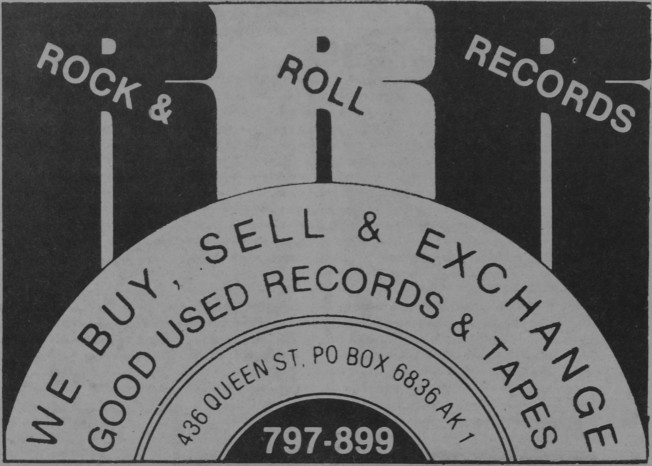 ROCK & ROLL RECORDS
WE BUY, SELL & EXCHANGE
GOOD USED RECORDS & TAPES
436 QUEEN ST, PO BOX 6836 AK 1
797-899